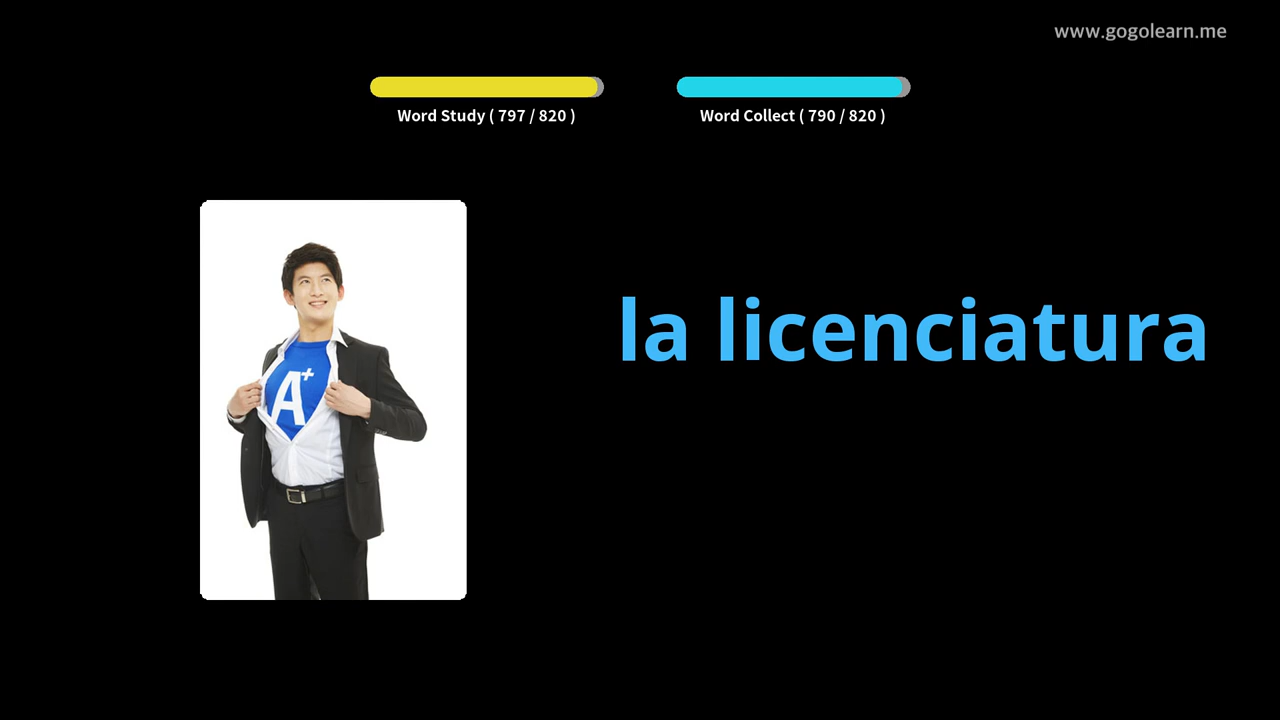 www.gogolearn.me
Word Study ( 797 / 820 )
Word Collect ( 790 / 820 )
A+
la licenciatura